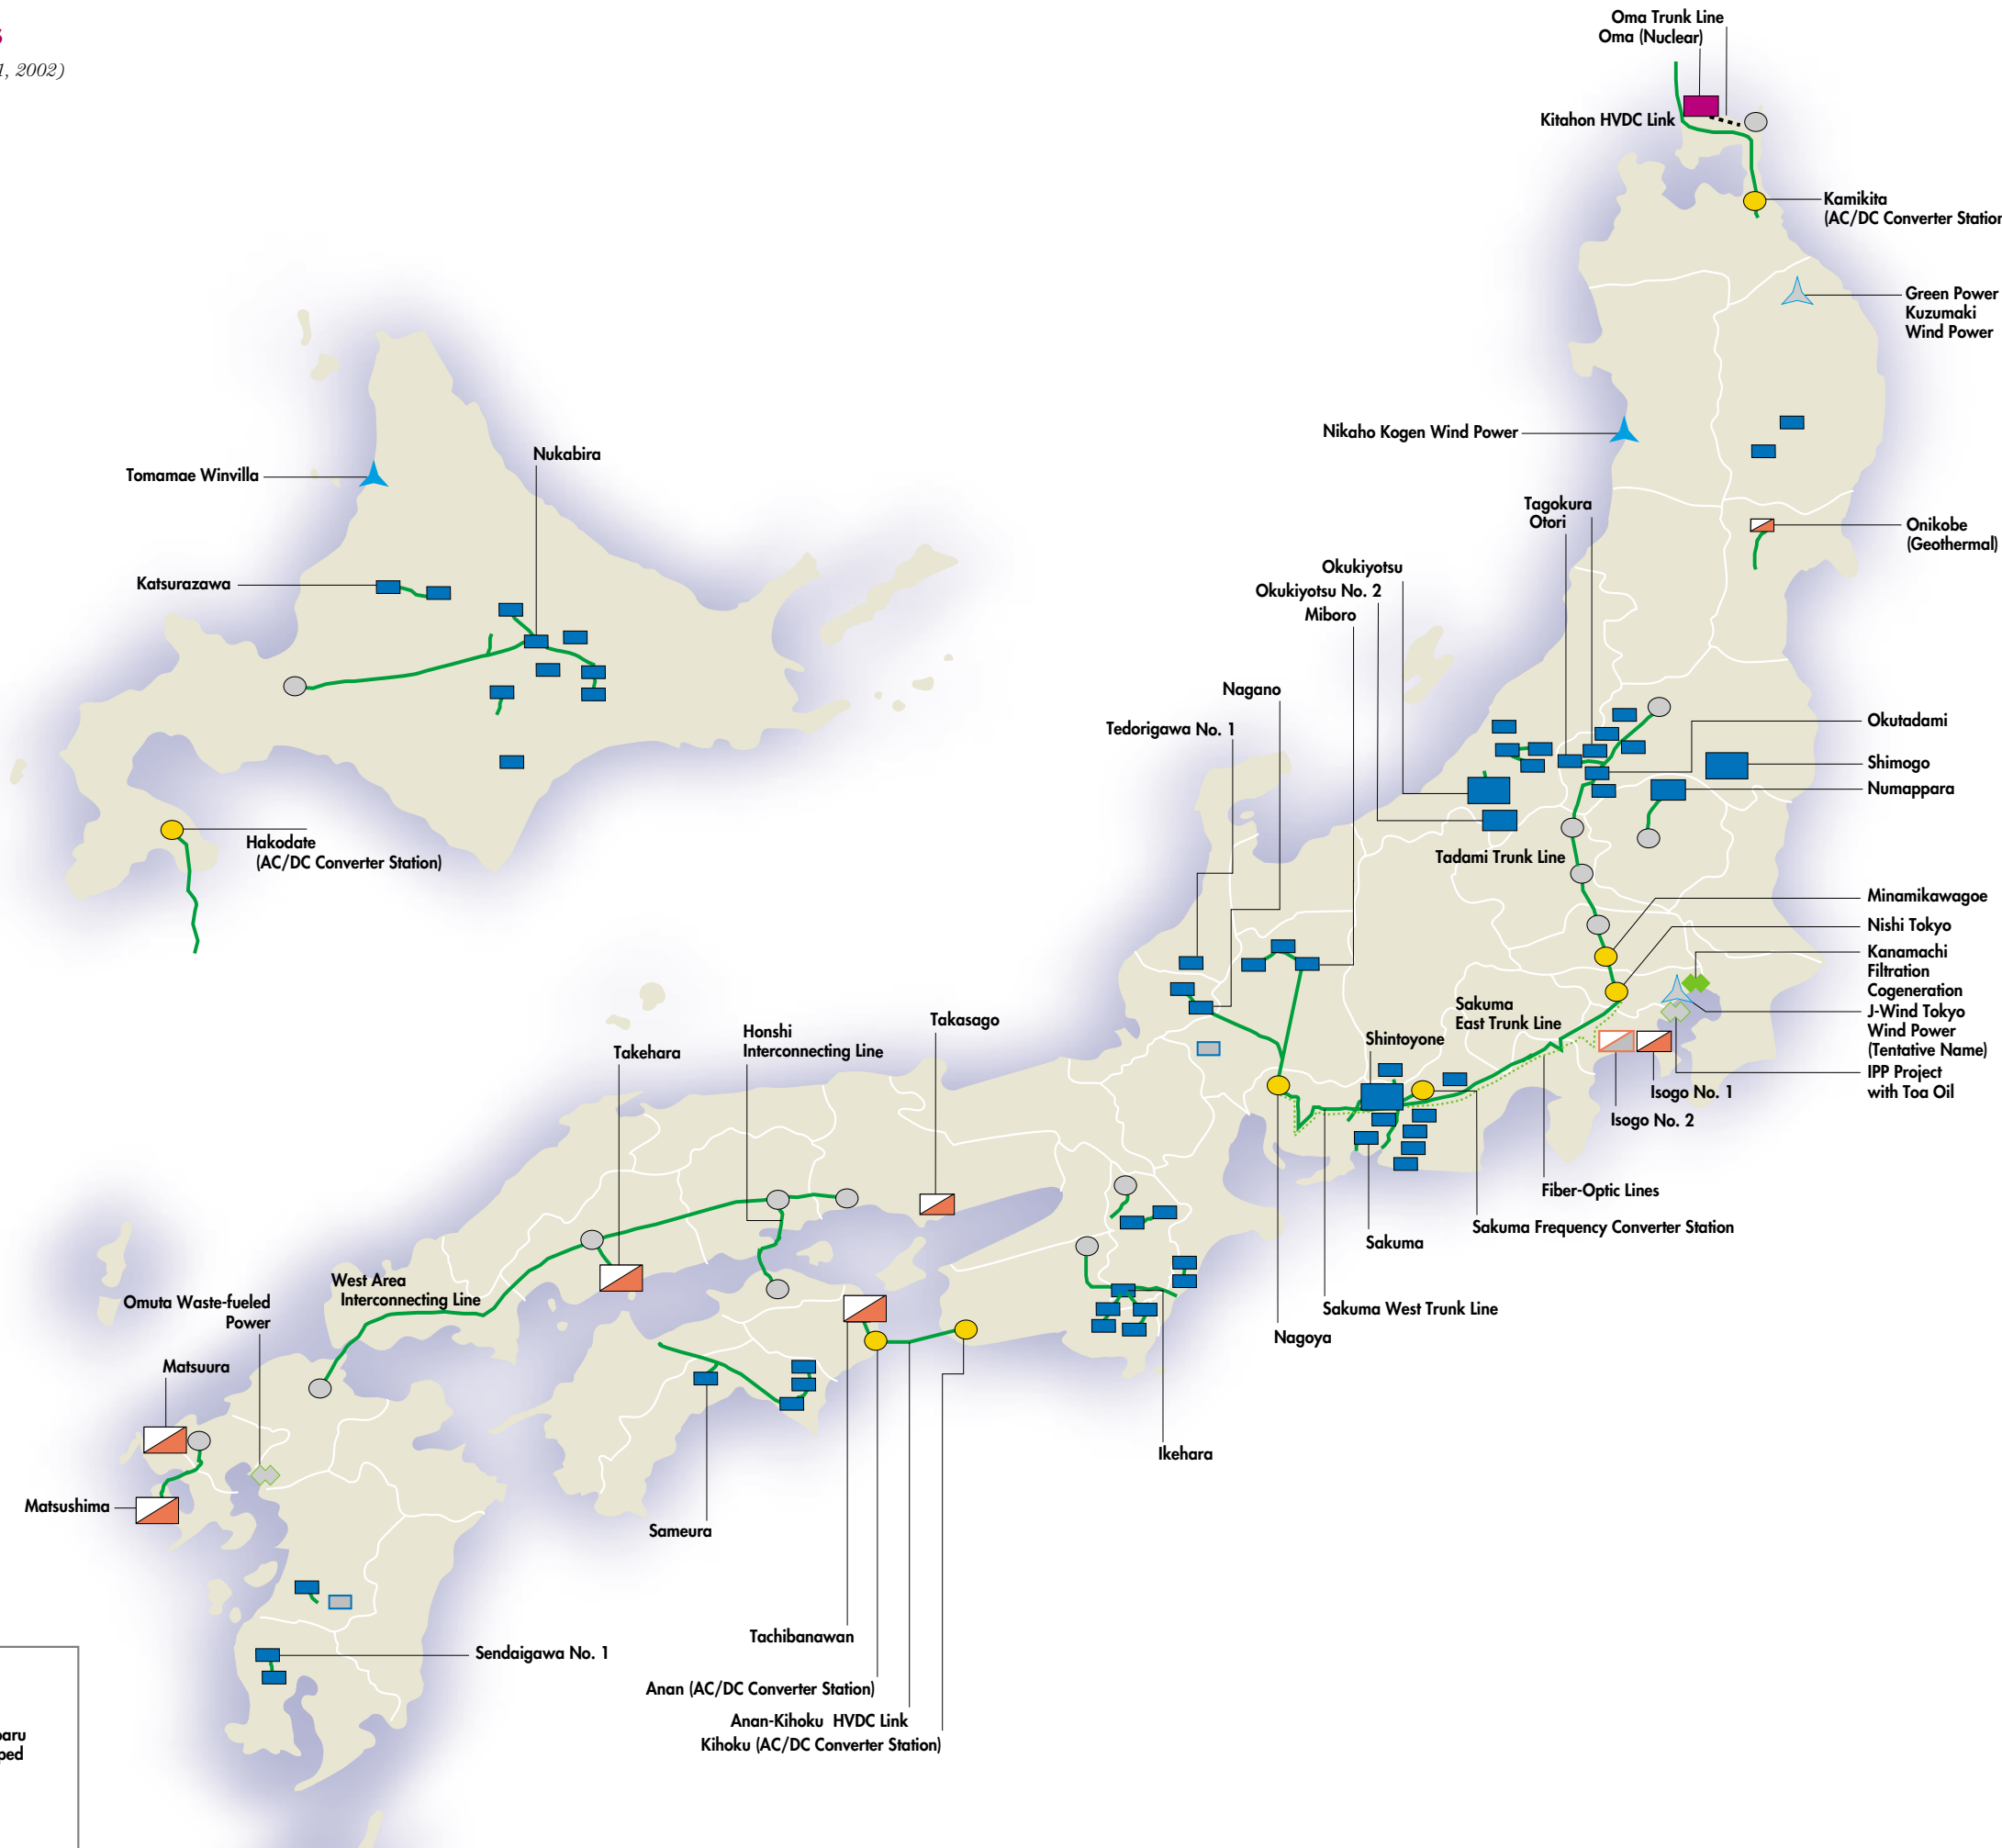 1, 2002)
Oma Trunk Line
Oma (Nuclear)
Kitahon HVDC Link
Kamikita
(AC/DC Converter Station
Green Power
Kuzumaki
Wind Power
Nikaho Kogen Wind Power
Nukabira
Tomamae Winvilla
Tagokura
Otori
Onikobe
(Geothermal)
Okukiyotsu
Okukiyotsu No. 2
Miboro
Katsurazawa
Nagano
Tedorigawa No. 1
Okutadami
Shimogo
Numappara
Hakodate
(AC/DC Converter Station)
Tadami Trunk Line
Minamikawagoe
Nishi Tokyo
Kanamachi
Filtration
Cogeneration
J-Wind Tokyo
Wind Power
(Tentative Name)
IPP Project
with Toa Oil
Sakuma
East Trunk Line
Shintoyone
Takasago
Honshi
Interconnecting Line
Takehara
Isogo No. 1
Isogo No. 2
Fiber-Optic Lines
Sakuma Frequency Converter Station
Sakuma
West Area
Interconnecting Line
Omuta Waste-fueled
Power
Sakuma West Trunk Line
Nagoya
Matsuura
Ikehara
Matsushima
Sameura
Tachibanawan
Sendaigawa No. 1
Anan (AC/DC Converter Station)
Anan-Kihoku HVDC Link
Kihoku (AC/DC Converter Station)
baru
ped